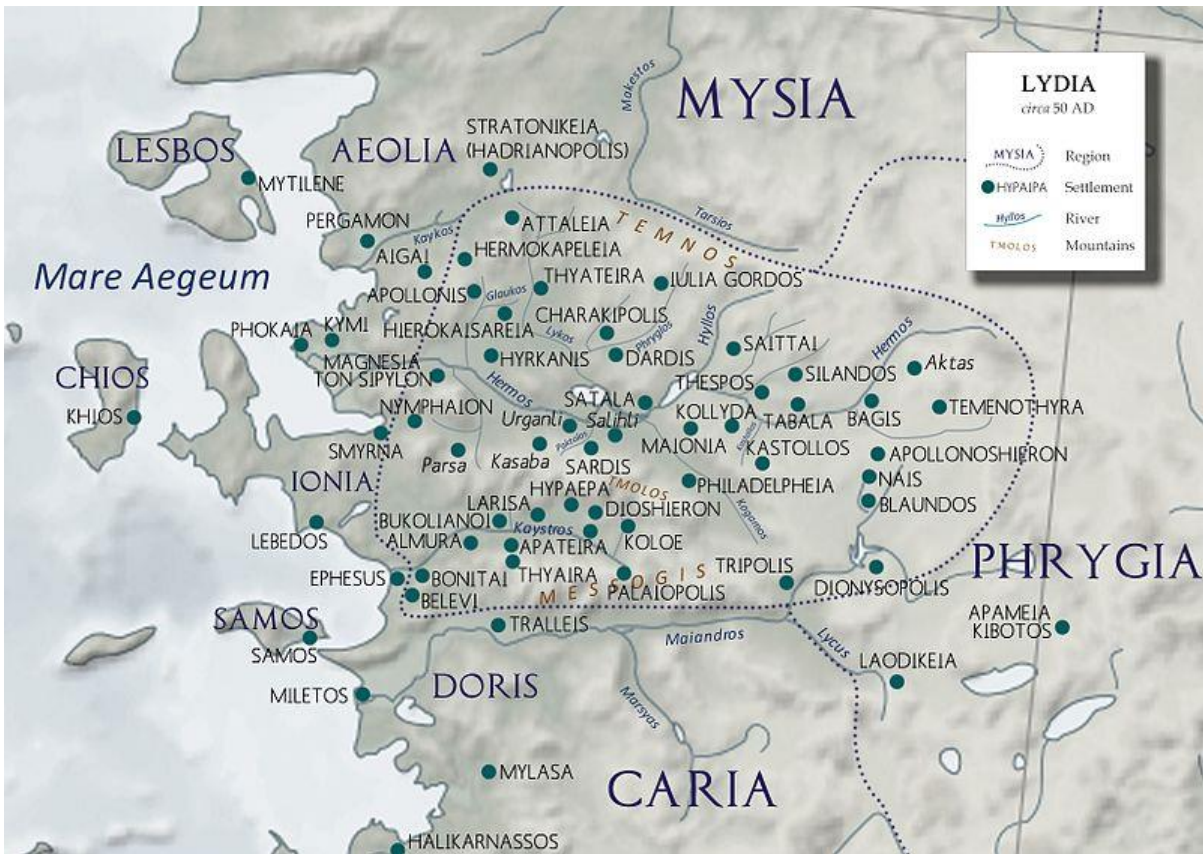 LYDIA
circa 50 AD
MYSIA
Region
HYPAIPA
Settlement
Hyllos
River
TMOLOS
Mountains
MYSIA
Makestos
STRATONIKEIA
(HADRIANOPOLIS)
LESBOS
AEOLIA
MYTILENE
Tarsios
TEMNOS
ATTALEIA
PERGAMON
Kaykos
AIGAI
HERMOKAPELEIA
Mare Aegeum
THYATEIRA
IULIA GORDOS
APOLLONIS
Glaukos
CHARAKIPOLIS
Hyllos
PHOKAIA
KYMI
HIEROKAISAREIA
Lykos
Phryglos
Hermos
SAITTAI
MAGNESIA
TON SIPYLON
HYRKANIS
DARDIS
Aktas
CHIOS
THESPOS
SILANDOS
Hermos
SATALA
KHIOS
NYMPHAION
Urganli
Salihli
KOLLYDA
TABALA
BAGIS
TEMENOTHYRA
SMYRNA
Paktolos
MAIONIA
KASTOLLOS
APOLLONOSHIERON
Parsa
Kasaba
SARDIS
NAIS
IONIA
HYPAEPA
TMOLOS
PHILADELPHEIA
BLAUNDOS
LARISA
DIOSHIERON
Kogamos
BUKOLIANOI
Kaystros
LEBEDOS
ALMURA
APATEIRA
KOLOE
PHRYGIA
EPHESUS
BONITAI
THYAIRA
TRIPOLIS
DIONYSOPOLIS
BELEVI
MESSOGIS
PALAIOPOLIS
SAMOS
APAMEIA
KIBOTOS
TRALLEIS
Maiandros
Lycus
SAMOS
LAODIKEIA
MILETOS
DORIS
Marsyas
MYLASA
CARIA
HALIKARNASSOS